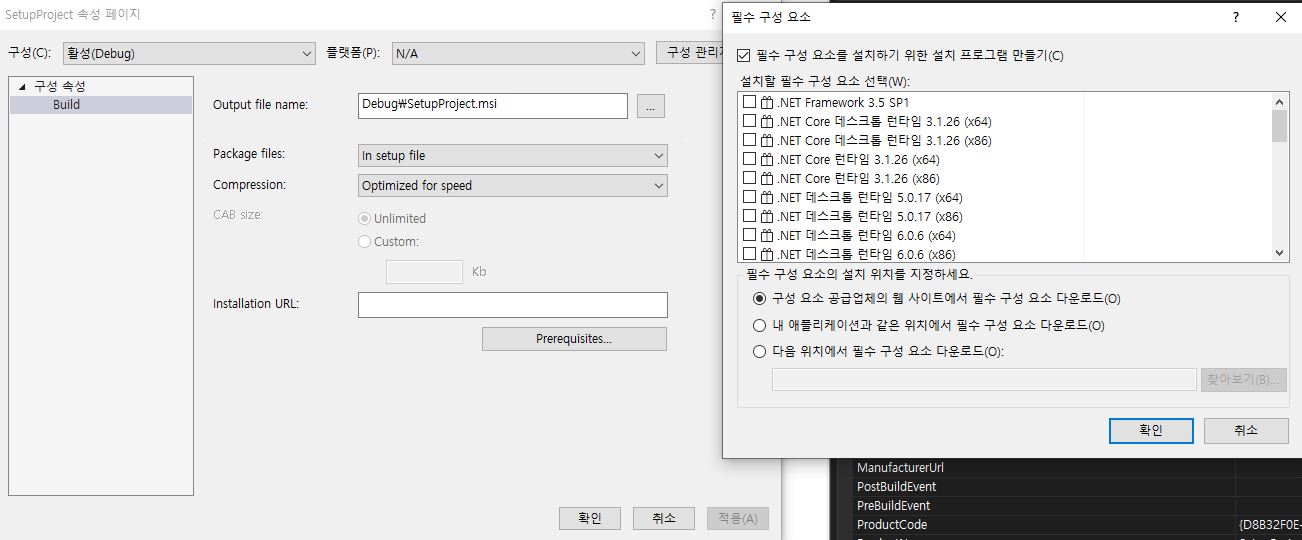 SetupProject 속성 페이지
?
구성(C):
활성(Debug)
플랫폼(P):
N/A
구성 관리
구성 속성
Build
Output file name:
Debug₩SetupProject.msi
...
Package files:
In setup file
Compression:
Optimized for speed
CAB size:
Unlimited
Custom:
Kb
Installation URL:
Prerequisites...
확인
취소
적용(A)
필수 구성 요소
?
필수 구성 요소를 설치하기 위한 설치 프로그램 만들기(C)
설치할 필수 구성 요소 선택(W):
.NET Framework 3.5 SP1
.NET Core 데스크톱 런타임 3.1.26 (x64)
.NET Core 데스크톱 런타임 3.1.26 (x86)
.NET Core 런타임 3.1.26 (x64)
.NET Core 런타임 3.1.26 (x86)
.NET 데스크톱 런타임 5.0.17 (x64)
.NET 데스크톱 런타임 5.0.17 (x86)
.NET 데스크톱 런타임 6.0.6 (x64)
.NET 데스크톱 런타임 6.0.6 (x86)
필수 구성 요소의 설치 위치를 지정하세요.
구성 요소 공급업체의 웹 사이트에서 필수 구성 요소 다운로드(O)
내 애플리케이션과 같은 위치에서 필수 구성 요소 다운로드(O)
다음 위치에서 필수 구성 요소 다운로드(O):
찾아보기(B)...
확인
취소
ManufacturerUrl
PostBuildEvent
PreBuildEvent
ProductCode
{D8B32F0E-